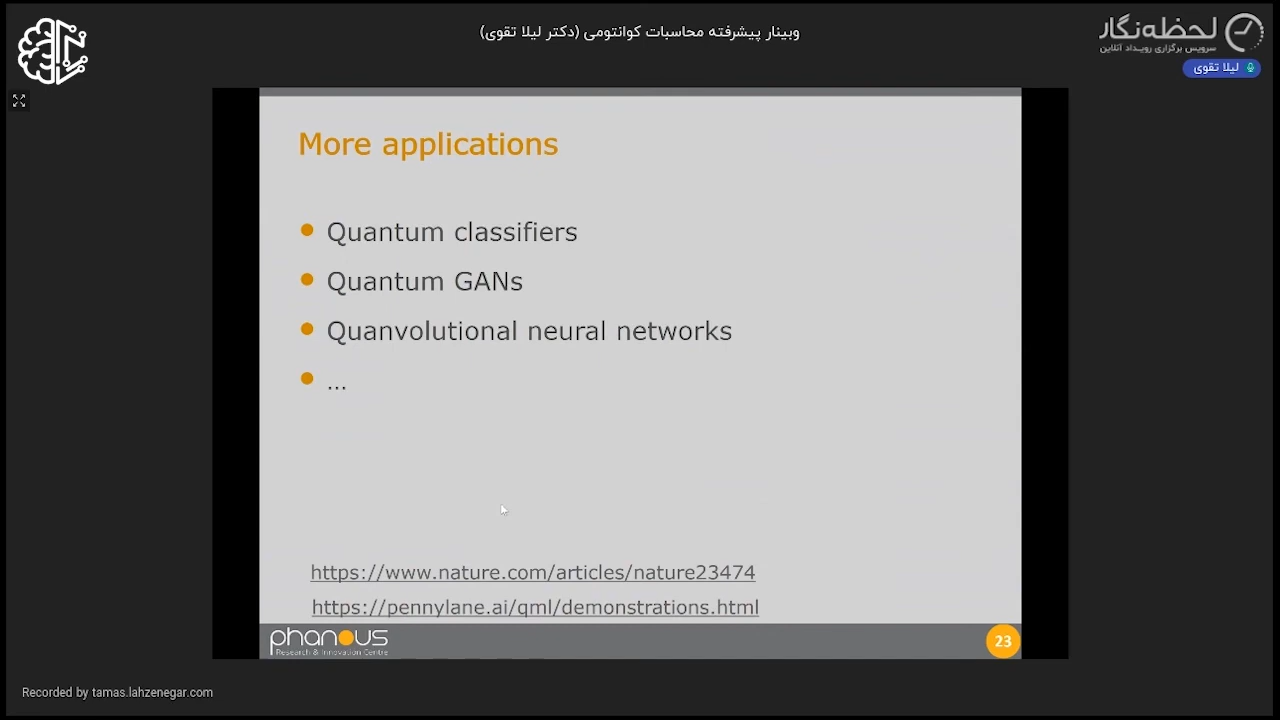 وبینار پیشرفته محاسبات کوانتومی (دکتر لیلا تقوی)
لحظه‌نگار
سرویس برگزاری رویداد آنلاین
لیلا تقوی
More applications
Quantum classifiers
Quantum GANs
Quanvolutional neural networks
...
https://www.nature.com/articles/nature23474
https://pennylane.ai/qml/demonstrations.html
phanous
Research & Innovation Centre
23
Recorded by tamas.lahzenegar.com